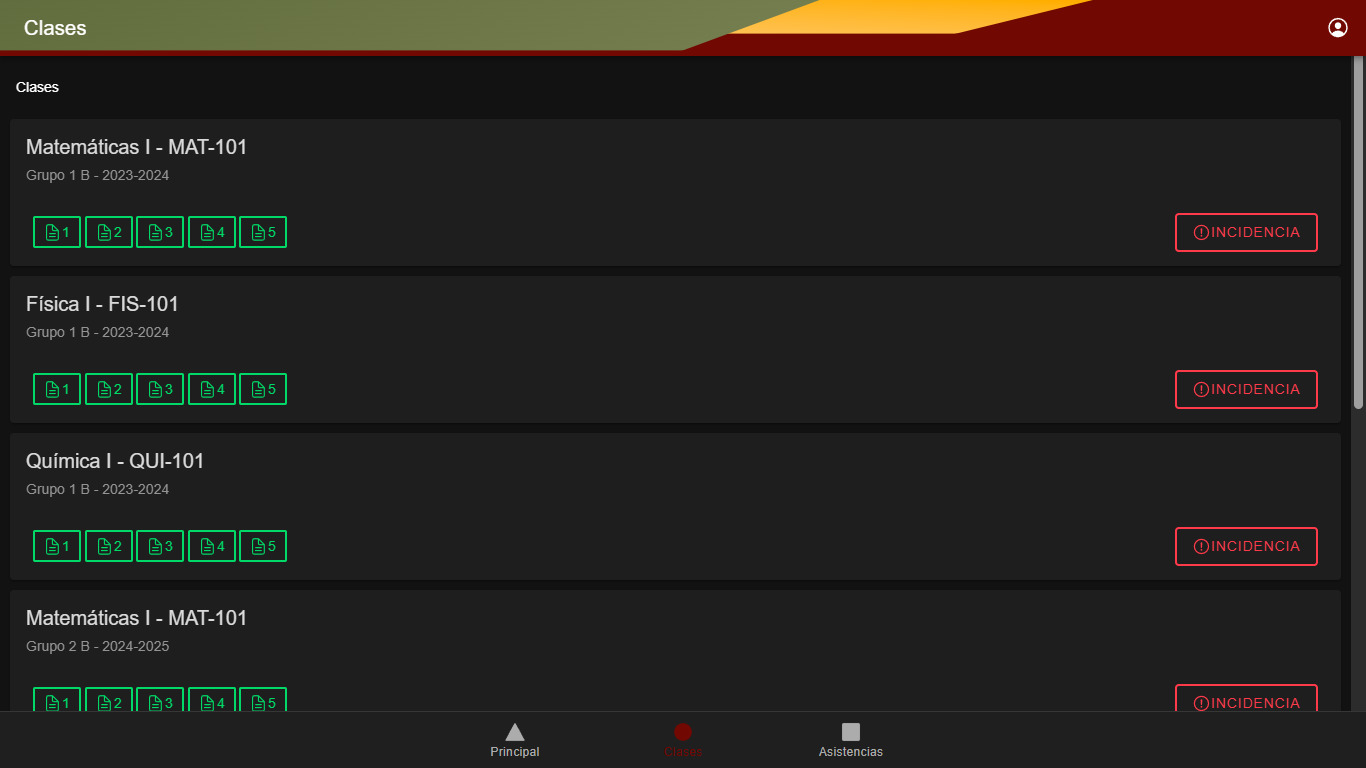 Clases
Clases
Matemáticas I - MAT-101
Grupo 1 B - 2023-2024
1 2 3 4 5 INCIDENCIA
Física I - FIS-101
Grupo 1 B - 2023-2024
1 2 3 4 5 INCIDENCIA
Química I - QUI-101
Grupo 1 B - 2023-2024
1 2 3 4 5 INCIDENCIA
Matemáticas I - MAT-101
Grupo 2 B - 2024-2025
1 2 3 4 5 INCIDENCIA
Principal Clases Asistencias